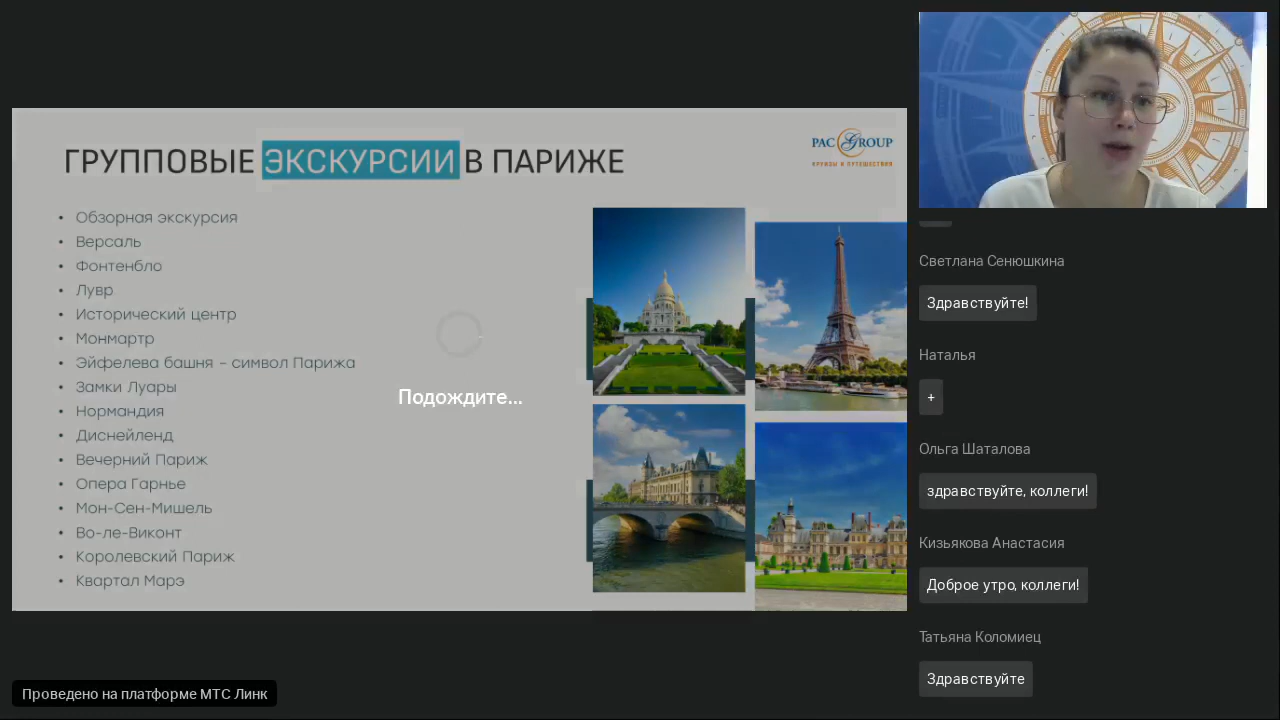 ГРУППОВЫЕ ЭКСКУРСИИ В ПАРИЖЕ
PAC GROUP
КРУИЗЫ И ПУТЕШЕСТВИЯ
• Обзорная экскурсия
• Версаль
• Фонтенбло
• Лувр
• Исторический центр
• Монмартр
• Эйфелева башня – символ Парижа
• Замки Луары
• Нормандия
• Диснейленд
• Вечерний Париж
• Опера Гарнье
• Мон-Сен-Мишель
• Во-ле-Виконт
• Королевский Париж
• Квартал Марэ
Подождите...
Проведено на платформе МТС Линк
Светлана Сенюшкина
Здравствуйте!
Наталья
+
Ольга Шаталова
здравствуйте, коллеги!
Кизьякова Анастасия
Доброе утро, коллеги!
Татьяна Коломиец
Здравствуйте